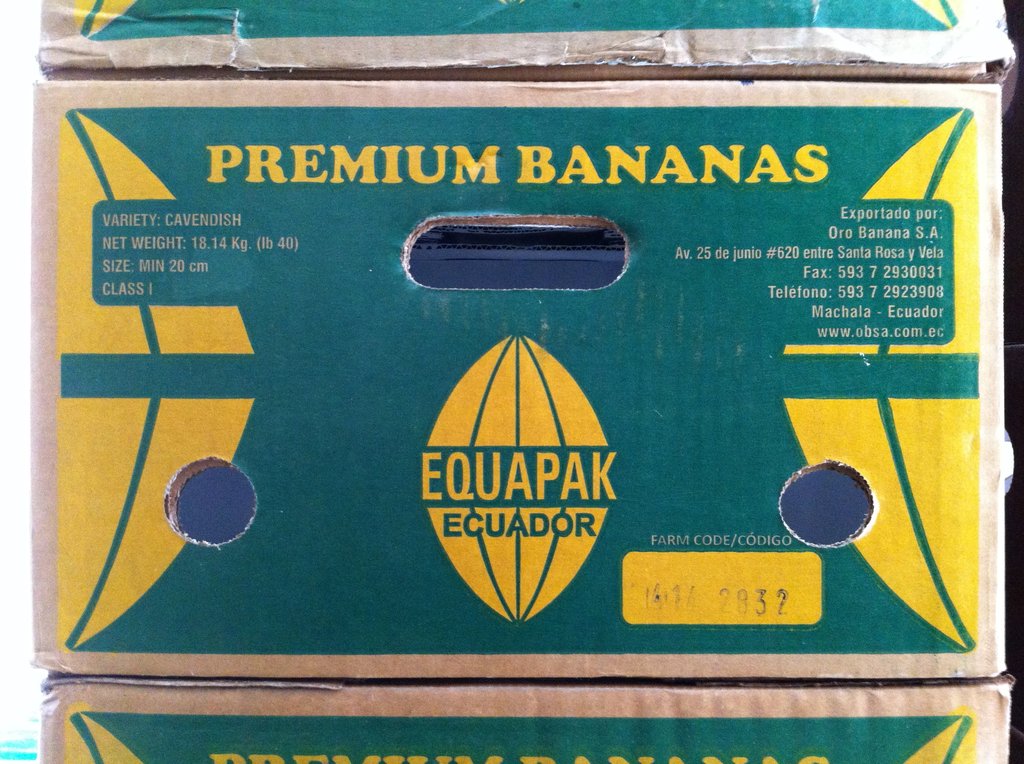 PREMIUM BANANAS
VARIETY: CAVENDISH
NET WEIGHT: 18.14 Kg. (lb 40)
SIZE: MIN 20 cm
CLASS I
Exportado por:
Oro Banana S.A.
Av. 25 de junio #620 entre Santa Rosa y Vela
Fax: 593 7 2930031
Teléfono: 593 7 2923908
Machala - Ecuador
www.obsa.com.ec
EQUAPAK
ECUADOR
FARM CODE/CÓDIGO
2832
PREMIUM BANANAS